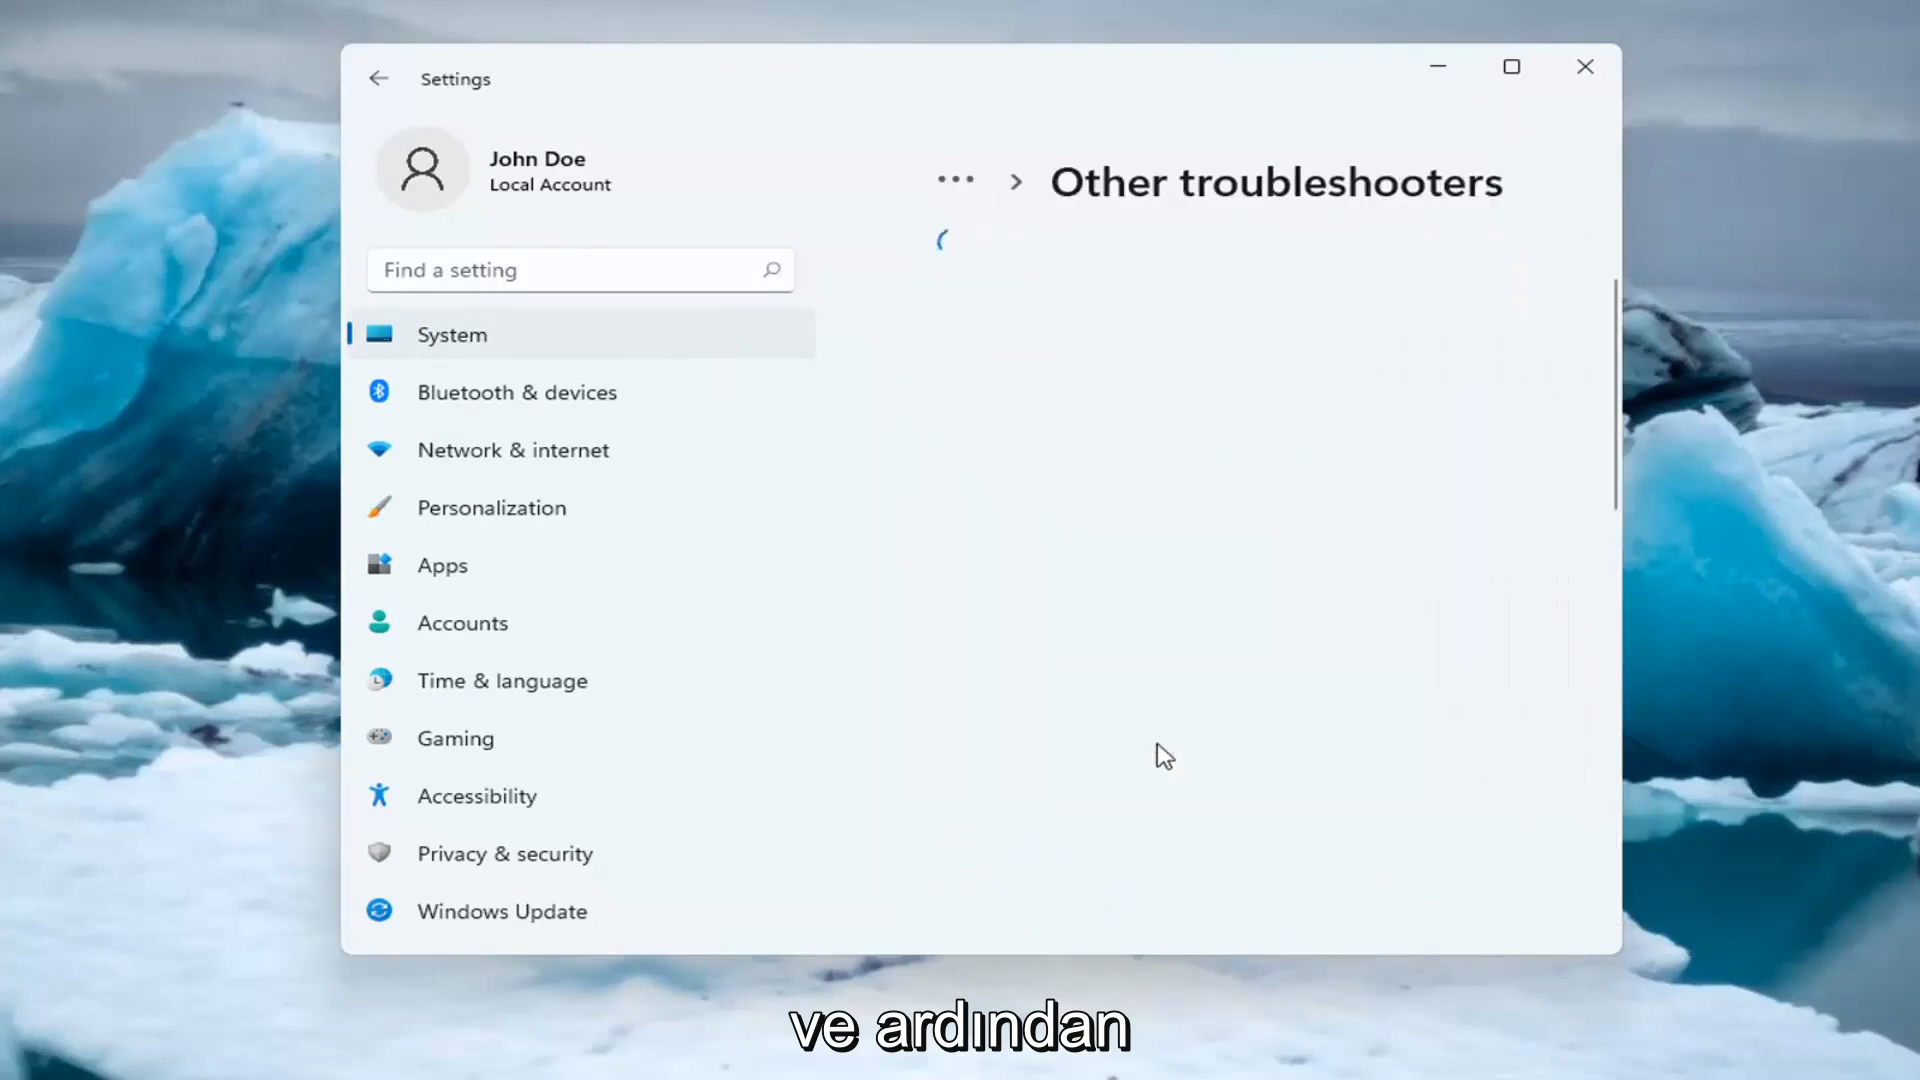 Settings
John Doe
Local Account
Other troubleshooters
Find a setting
System
Bluetooth & devices
Network & internet
Personalization
Apps
Accounts
Time & language
Gaming
Accessibility
Privacy & security
Windows Update
ve ardından